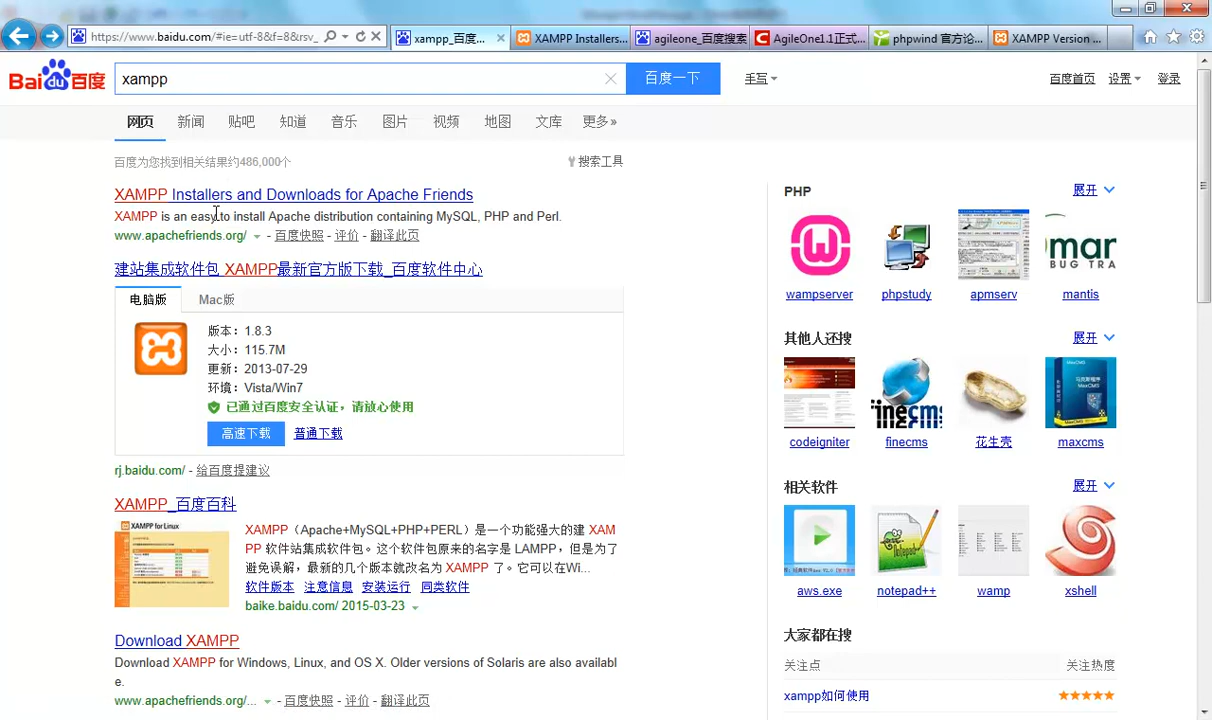 https://www.baidu.com/#ie=utf-8&f=8&rsv_
xampp_百度...
XAMPP Installers...
agileone_百度搜索
AgileOne1.1正式...
phpwind 官方论...
XAMPP Version ...
Bai du 百度
xampp
百度一下
手写
百度首页 设置 登录
网页 新闻 贴吧 知道 音乐 图片 视频 地图 文库 更多»
百度为您找到相关结果约486,000个
搜索工具
XAMPP Installers and Downloads for Apache Friends
XAMPP is an easy to install Apache distribution containing MySQL, PHP and Perl.
www.apachefriends.org/ - 百度快照 - 评价 - 翻译此页
建站集成软件包 XAMPP最新官方版下载_百度软件中心
电脑版 Mac版
版本: 1.8.3
大小: 115.7M
更新: 2013-07-29
环境: Vista/Win7
已通过百度安全认证，请放心使用
高速下载 普通下载
rj.baidu.com/ - 给百度提建议
XAMPP_百度百科
XAMPP for Linux
XAMPP（Apache+MySQL+PHP+PERL）是一个功能强大的建 XAM
PP 软件站集成软件包。这个软件包原来的名字是 LAMPP，但是为了
避免误解，最新的几个版本就改名为 XAMPP 了。它可以在Wi...
软件版本 注意信息 安装运行 同类软件
baike.baidu.com/ 2015-03-23
Download XAMPP
Download XAMPP for Windows, Linux, and OS X. Older versions of Solaris are also availabl
e.
www.apachefriends.org/... - 百度快照 - 评价 - 翻译此页
PHP 展开
mar
BUG TRA
wampserver phpstudy apmserv mantis
其他人还搜 展开
inecms
MaxCMS
codeigniter finecms 花生壳 maxcms
相关软件 展开
aws.exe notepad++ wamp xshell
大家都在搜
关注点 关注热度
xampp如何使用